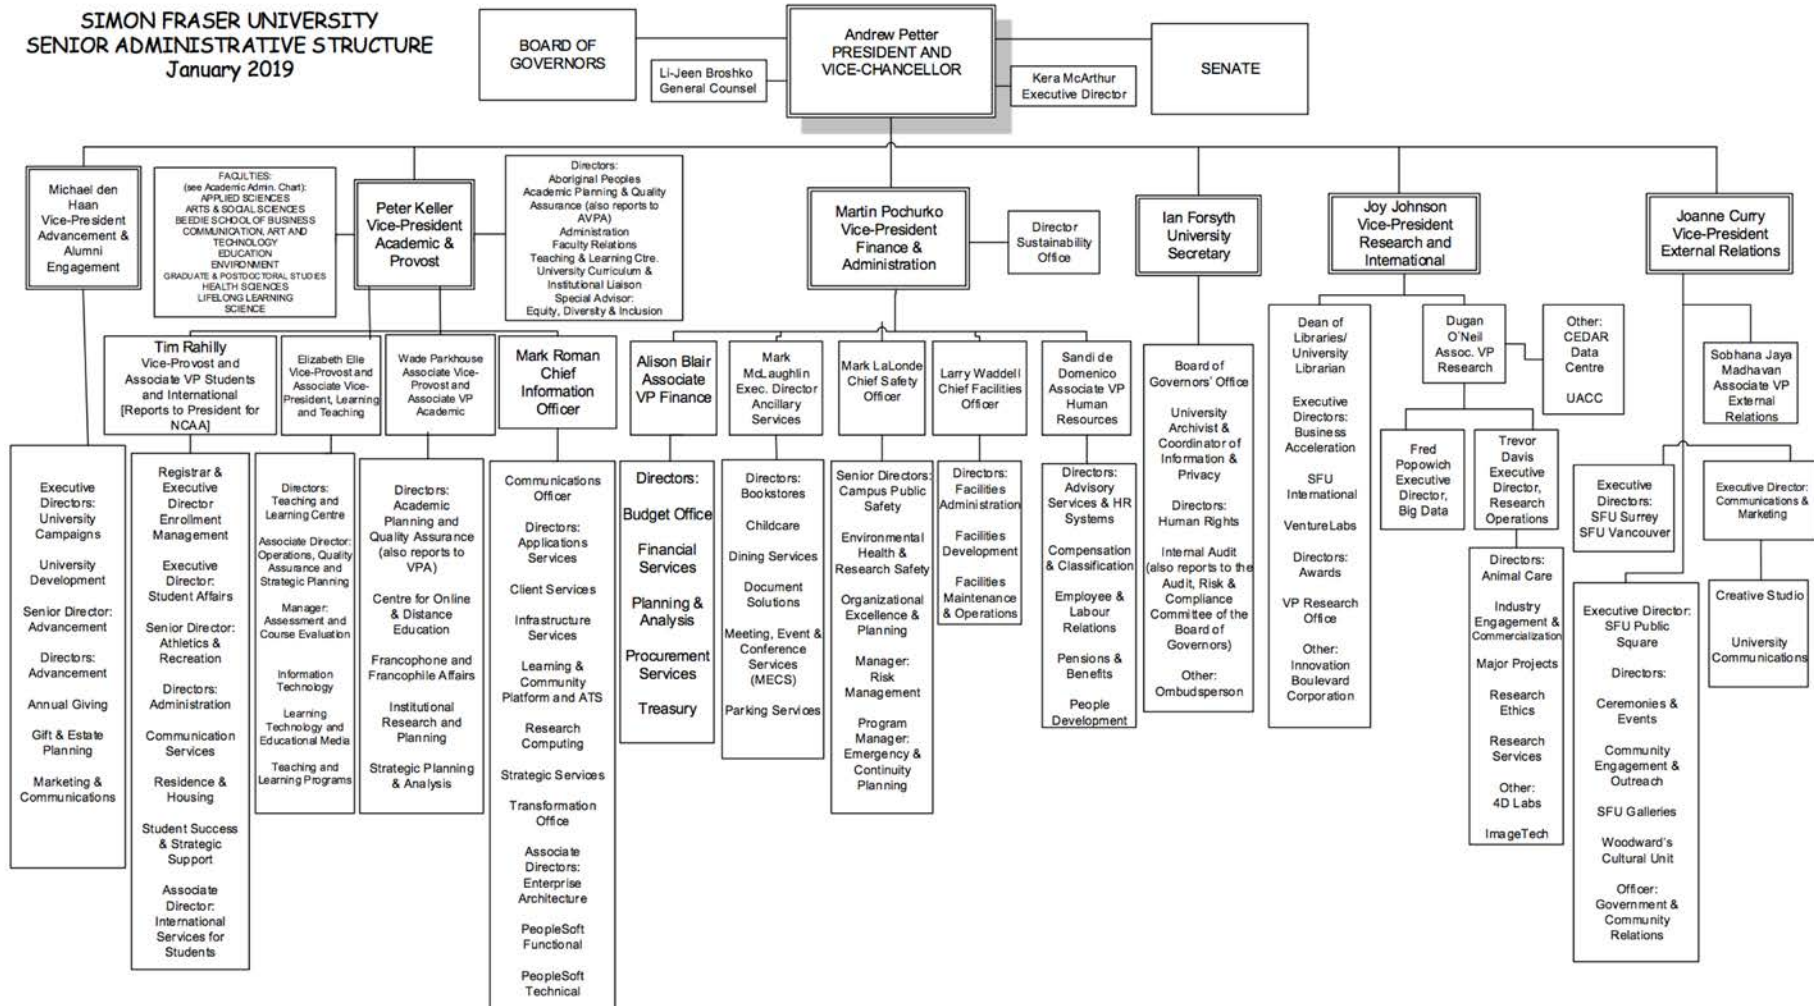 SIMON FRASER UNIVERSITY
SENIOR ADMINISTRATIVE STRUCTURE
January 2019
BOARD OF
GOVERNORS
Li-Jeen Broshko
General Counsel
Andrew Petter
PRESIDENT AND
VICE-CHANCELLOR
Kera McArthur
Executive Director
SENATE
Michael den
Haan
Vice-President
Advancement &
Alumni
Engagement
FACULTIES:
(see Academic Admin. Chart):
APPLIED SCIENCES
ARTS & SOCIAL SCIENCES
BEEDIE SCHOOL OF BUSINESS
COMMUNICATION, ART AND
TECHNOLOGY
EDUCATION
ENVIRONMENT
GRADUATE & POSTDOCTORAL STUDIES
HEALTH SCIENCES
LIFELONG LEARNING
SCIENCE
Peter Keller
Vice-President
Academic &
Provost
Directors:
Aboriginal Peoples
Academic Planning & Quality
Assurance (also reports to
AVPA)
Administration
Faculty Relations
Teaching & Learning Ctre.
University Curriculum &
Institutional Liaison
Special Advisor:
Equity, Diversity & Inclusion
Martin Pochurko
Vice-President
Finance &
Administration
Director
Sustainability
Office
Ian Forsyth
University
Secretary
Joy Johnson
Vice-President
Research and
International
Joanne Curry
Vice-President
External Relations
Tim Rahilly
Vice-Provost and
Associate VP Students
and International
[Reports to President for
NCAA]
Elizabeth Elle
Vice-Provost and
Associate Vice-
President, Learning
and Teaching
Wade Parkhouse
Associate Vice-
Provost and
Associate VP
Academic
Mark Roman
Chief
Information
Officer
Alison Blair
Associate
VP Finance
Mark
McLaughlin
Exec. Director
Ancillary
Services
Mark LaLonde
Chief Safety
Officer
Larry Waddell
Chief Facilities
Officer
Sandi de
Domenico
Associate VP
Human
Resources
Dugan
O'Neil
Assoc. VP
Research
Other:
CEDAR
Data
Centre
UACC
Sobhana Jaya
Madhavan
Associate VP
External
Relations
Executive
Directors:
University
Campaigns
University
Development
Senior Director:
Advancement
Directors:
Advancement
Annual Giving
Gift & Estate
Planning
Marketing &
Communications
Registrar &
Executive
Director
Enrollment
Management
Executive
Director:
Student Affairs
Senior Director:
Athletics &
Recreation
Directors:
Administration
Communication
Services
Residence &
Housing
Student Success
& Strategic
Support
Associate
Director:
International
Services for
Students
Directors:
Teaching and
Learning Centre
Associate Director:
Operations, Quality
Assurance and
Strategic Planning
Manager:
Assessment and
Course Evaluation
Information
Technology
Learning
Technology and
Educational Media
Teaching and
Learning Programs
Directors:
Academic
Planning and
Quality Assurance
(also reports to
VPA)
Centre for Online
& Distance
Education
Francophone and
Francophile Affairs
Institutional
Research and
Planning
Strategic Planning
& Analysis
Communications
Officer
Directors:
Applications
Services
Client Services
Infrastructure
Services
Learning &
Community
Platform and ATS
Research
Computing
Strategic Services
Transformation
Office
Associate
Directors:
Enterprise
Architecture
PeopleSoft
Functional
PeopleSoft
Technical
Directors:
Budget Office
Financial
Services
Planning &
Analysis
Procurement
Services
Treasury
Directors:
Bookstores
Childcare
Dining Services
Document
Solutions
Meeting, Event &
Conference
Services
(MECS)
Parking Services
Senior Directors:
Campus Public
Safety
Environmental
Health &
Research Safety
Organizational
Excellence &
Planning
Manager:
Risk
Management
Program
Manager:
Emergency &
Continuity
Planning
Directors:
Facilities
Administration
Facilities
Development
Facilities
Maintenance
& Operations
Directors:
Advisory
Services & HR
Systems
Compensation
& Classification
Employee &
Labour
Relations
Pensions &
Benefits
People
Development
Board of
Governors' Office
University
Archivist &
Coordinator of
Information &
Privacy
Directors:
Human Rights
Internal Audit
(also reports to the
Audit, Risk &
Compliance
Committee of the
Board of
Governors)
Other:
Ombudsperson
Dean of
Libraries/
University
Librarian
Executive
Directors:
Business
Acceleration
SFU
International
VentureLabs
Directors:
Awards
VP Research
Office
Other:
Innovation
Boulevard
Corporation
Fred
Popowich
Executive
Director,
Big Data
Trevor
Davis
Executive
Director,
Research
Operations
Directors:
Animal Care
Industry
Engagement &
Commercialization
Major Projects
Research
Ethics
Research
Services
Other:
4D Labs
ImageTech
Executive
Directors:
SFU Surrey
SFU Vancouver
Executive Director:
Communications &
Marketing
Executive Director:
SFU Public
Square
Directors:
Ceremonies &
Events
Community
Engagement &
Outreach
SFU Galleries
Woodward's
Cultural Unit
Officer:
Government &
Community
Relations
Creative Studio
University
Communications